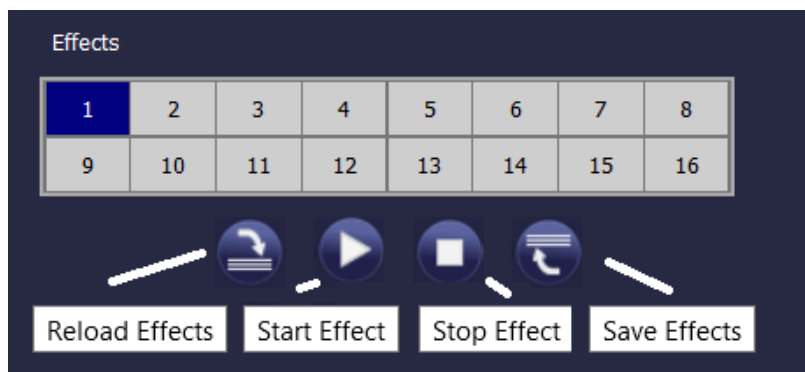 Effects
1 2 3 4 5 6 7 8
9 10 11 12 13 14 15 16
Reload Effects Start Effect Stop Effect Save Effects